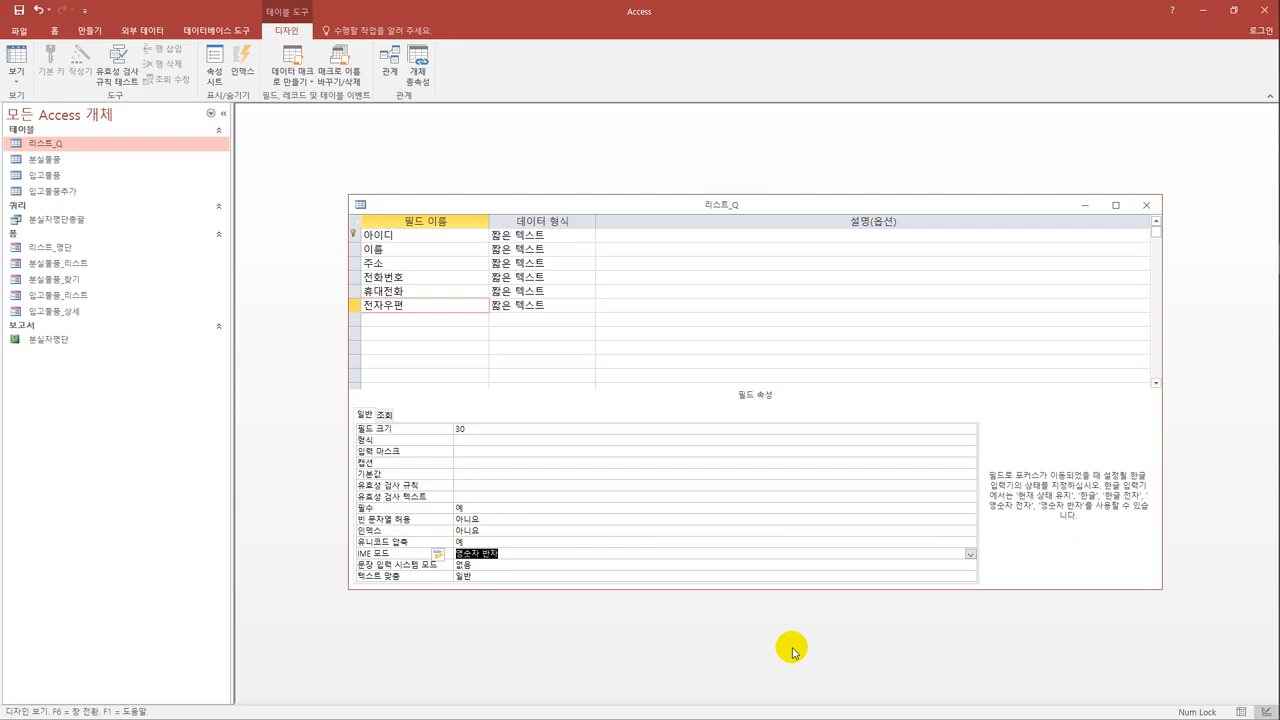 테이블 도구
Access
?
파일 홈 만들기 외부 데이터 데이터베이스 도구 디자인 수행할 작업을 알려 주세요.
로그인
보기
기본 키
작성기
유효성 검사
규칙 테스트
행 삽입
행 삭제
조회 수정
속성
시트
인덱스
데이터 매크
로 만들기
매크로 이름
바꾸기/삭제
관계
개체
종속성
보기
도구
표시/숨기기
필드, 레코드 및 테이블 이벤트
관계
모든 Access 개체
테이블
리스트_Q
분실물품
입고물품
입고물품추가
쿼리
분실자명단총괄
폼
리스트_명단
분실물품_리스트
분실물품_찾기
입고물품_리스트
입고물품_상세
보고서
분실자명단
리스트_Q
필드 이름 데이터 형식 설명(옵션)
아이디 짧은 텍스트
이름 짧은 텍스트
주소 짧은 텍스트
전화번호 짧은 텍스트
휴대전화 짧은 텍스트
전자우편 짧은 텍스트
필드 속성
일반 조회
필드 크기 30
형식
입력 마스크
캡션
기본값
유효성 검사 규칙
유효성 검사 텍스트
필수 예
빈 문자열 허용 아니요
인덱스 아니요
유니코드 압축 예
IME 모드 영숫자 반자
문장 입력 시스템 모드 없음
텍스트 맞춤 일반
필드로 포커스가 이동되었을 때 설정될 한글
입력기의 상태를 지정하십시오. 한글 입력기
에서는 '현재 상태 유지', '한글', '한글 전자', '
영숫자 전자', '영숫자 반자'를 사용할 수 있습
니다.
디자인 보기. F6 = 창 전환. F1 = 도움말.
Num Lock